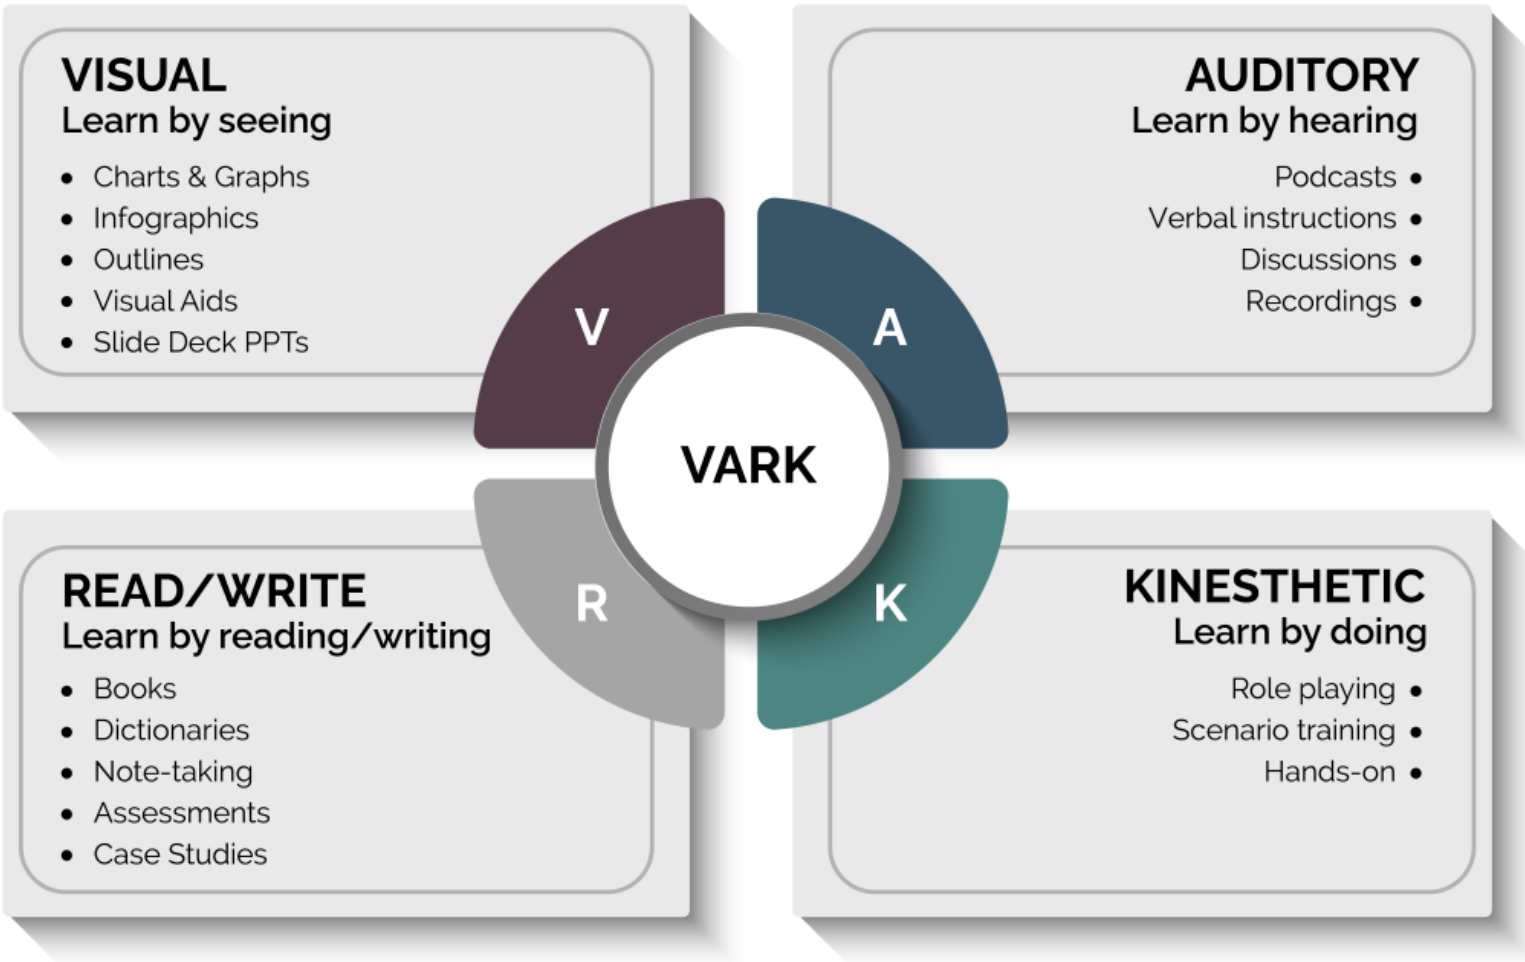 VISUAL
Learn by seeing
• Charts & Graphs
• Infographics
• Outlines
• Visual Aids
• Slide Deck PPTs
AUDITORY
Learn by hearing
Podcasts •
Verbal instructions •
Discussions •
Recordings •
V
A
VARK
R
K
READ/WRITE
Learn by reading/writing
• Books
• Dictionaries
• Note-taking
• Assessments
• Case Studies
KINESTHETIC
Learn by doing
Role playing •
Scenario training •
Hands-on •